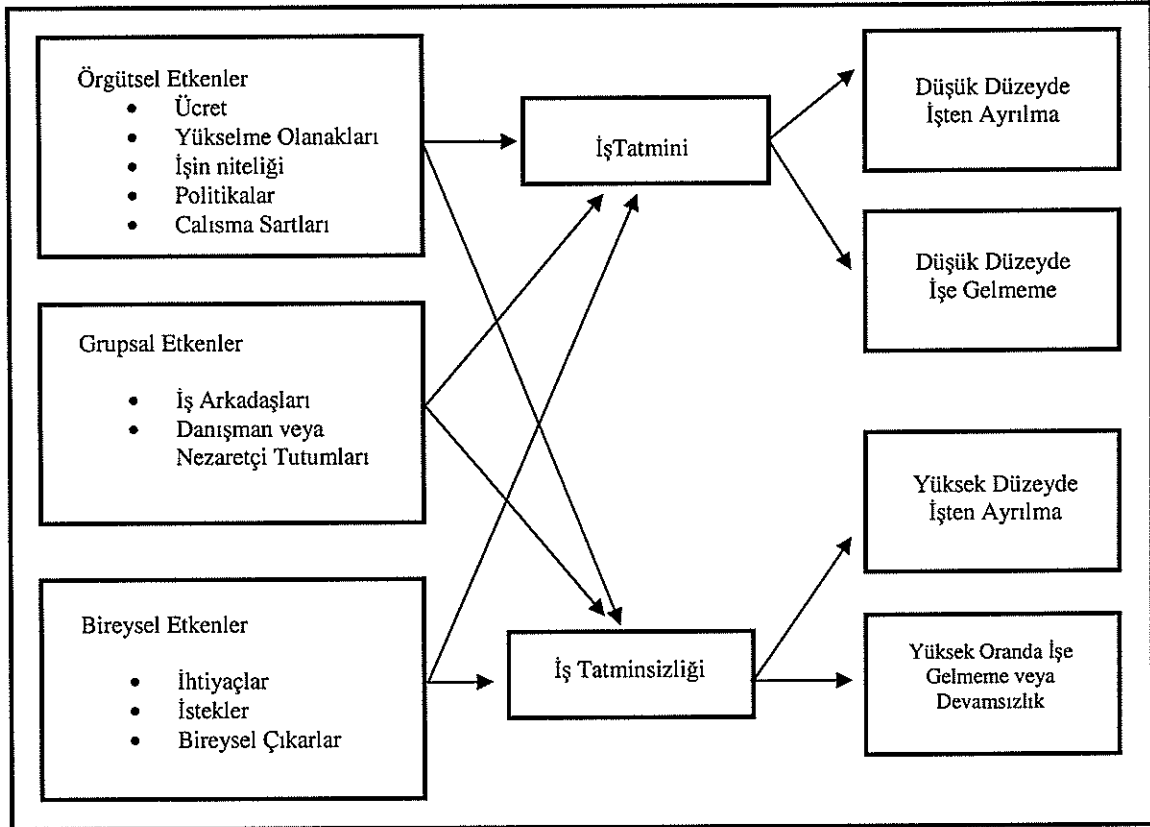 Örgütsel Etkenler
• Ücret
• Yükselme Olanakları
• İşin niteliği
• Politikalar
• Calısma Sartları
Grupsal Etkenler
• İş Arkadaşları
• Danışman veya
Nezaretçi Tutumları
Bireysel Etkenler
• İhtiyaçlar
• İstekler
• Bireysel Çıkarlar
İşTatmini
İş Tatminsizliği
Düşük Düzeyde
İşten Ayrılma
Düşük Düzeyde
İşe Gelmeme
Yüksek Düzeyde
İşten Ayrılma
Yüksek Oranda İşe
Gelmeme veya
Devamsızlık